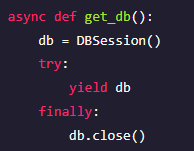 async def get_db():
    db = DBSession()
    try:
        yield db
    finally:
        db.close()